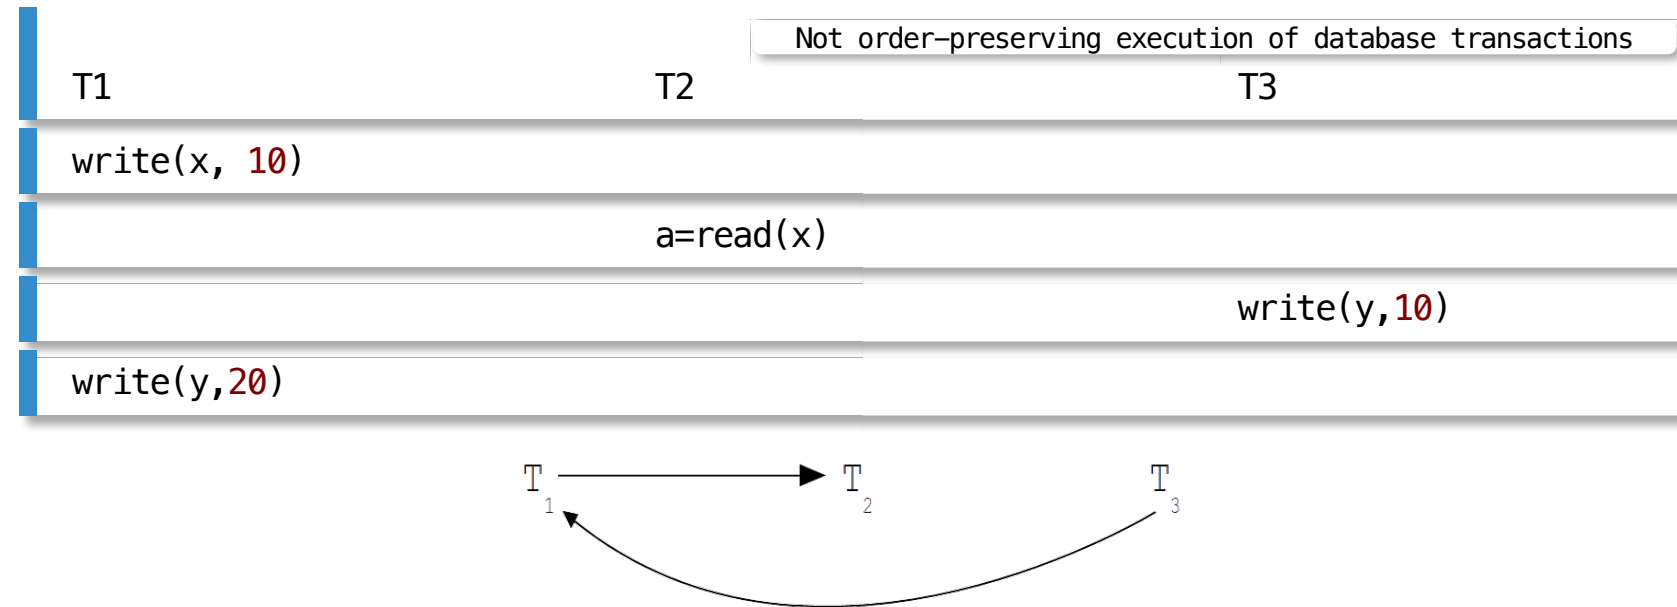 Not order-preserving execution of database transactions
T1 T2 T3
write(x, 10)
a=read(x)
write(y,10)
write(y,20)
T1 T2 T3